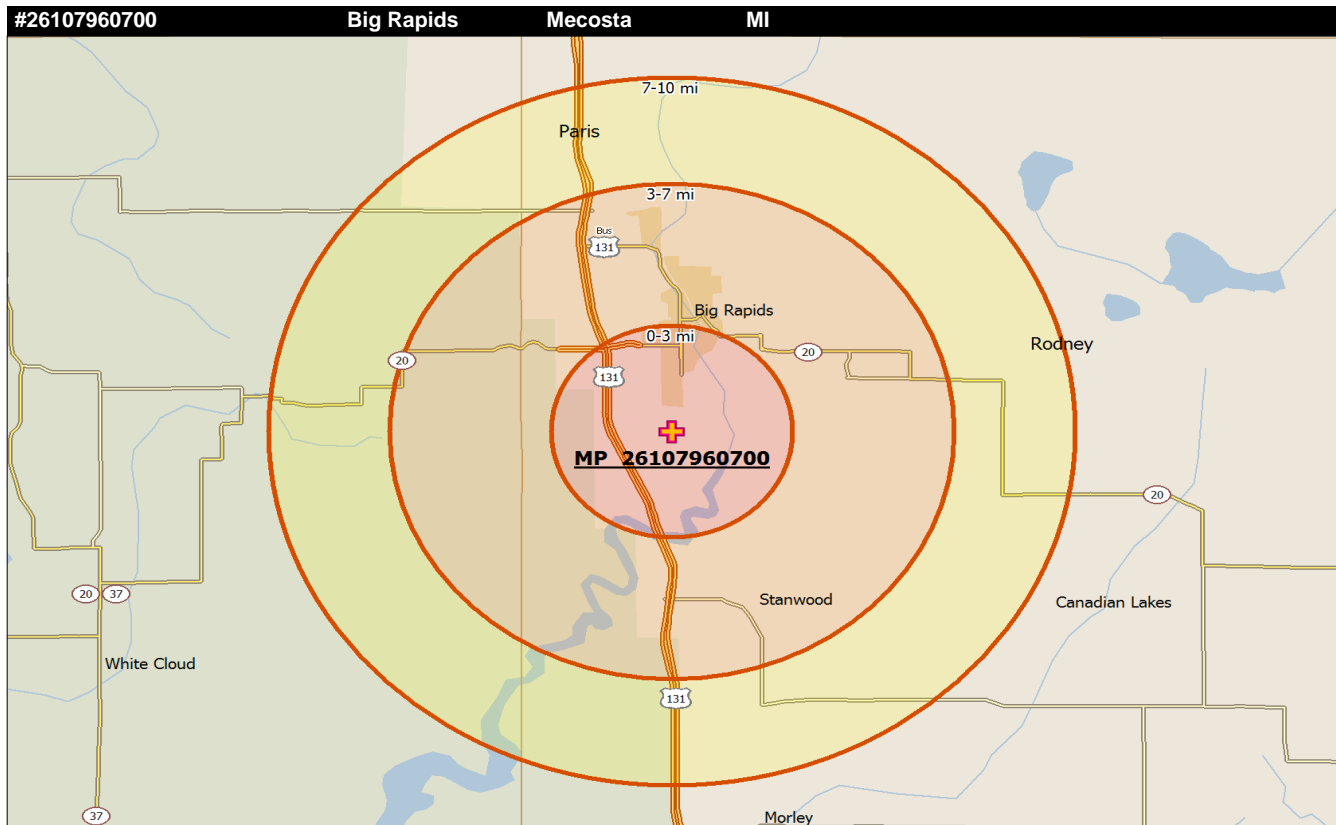 #26107960700 Big Rapids Mecosta MI
7-10 mi
Paris
3-7 mi
Bus
131
Big Rapids
0-3 mi
Rodney
20
20
131
MP 26107960700
20
20 37
Stanwood
Canadian Lakes
White Cloud
131
37
Morley